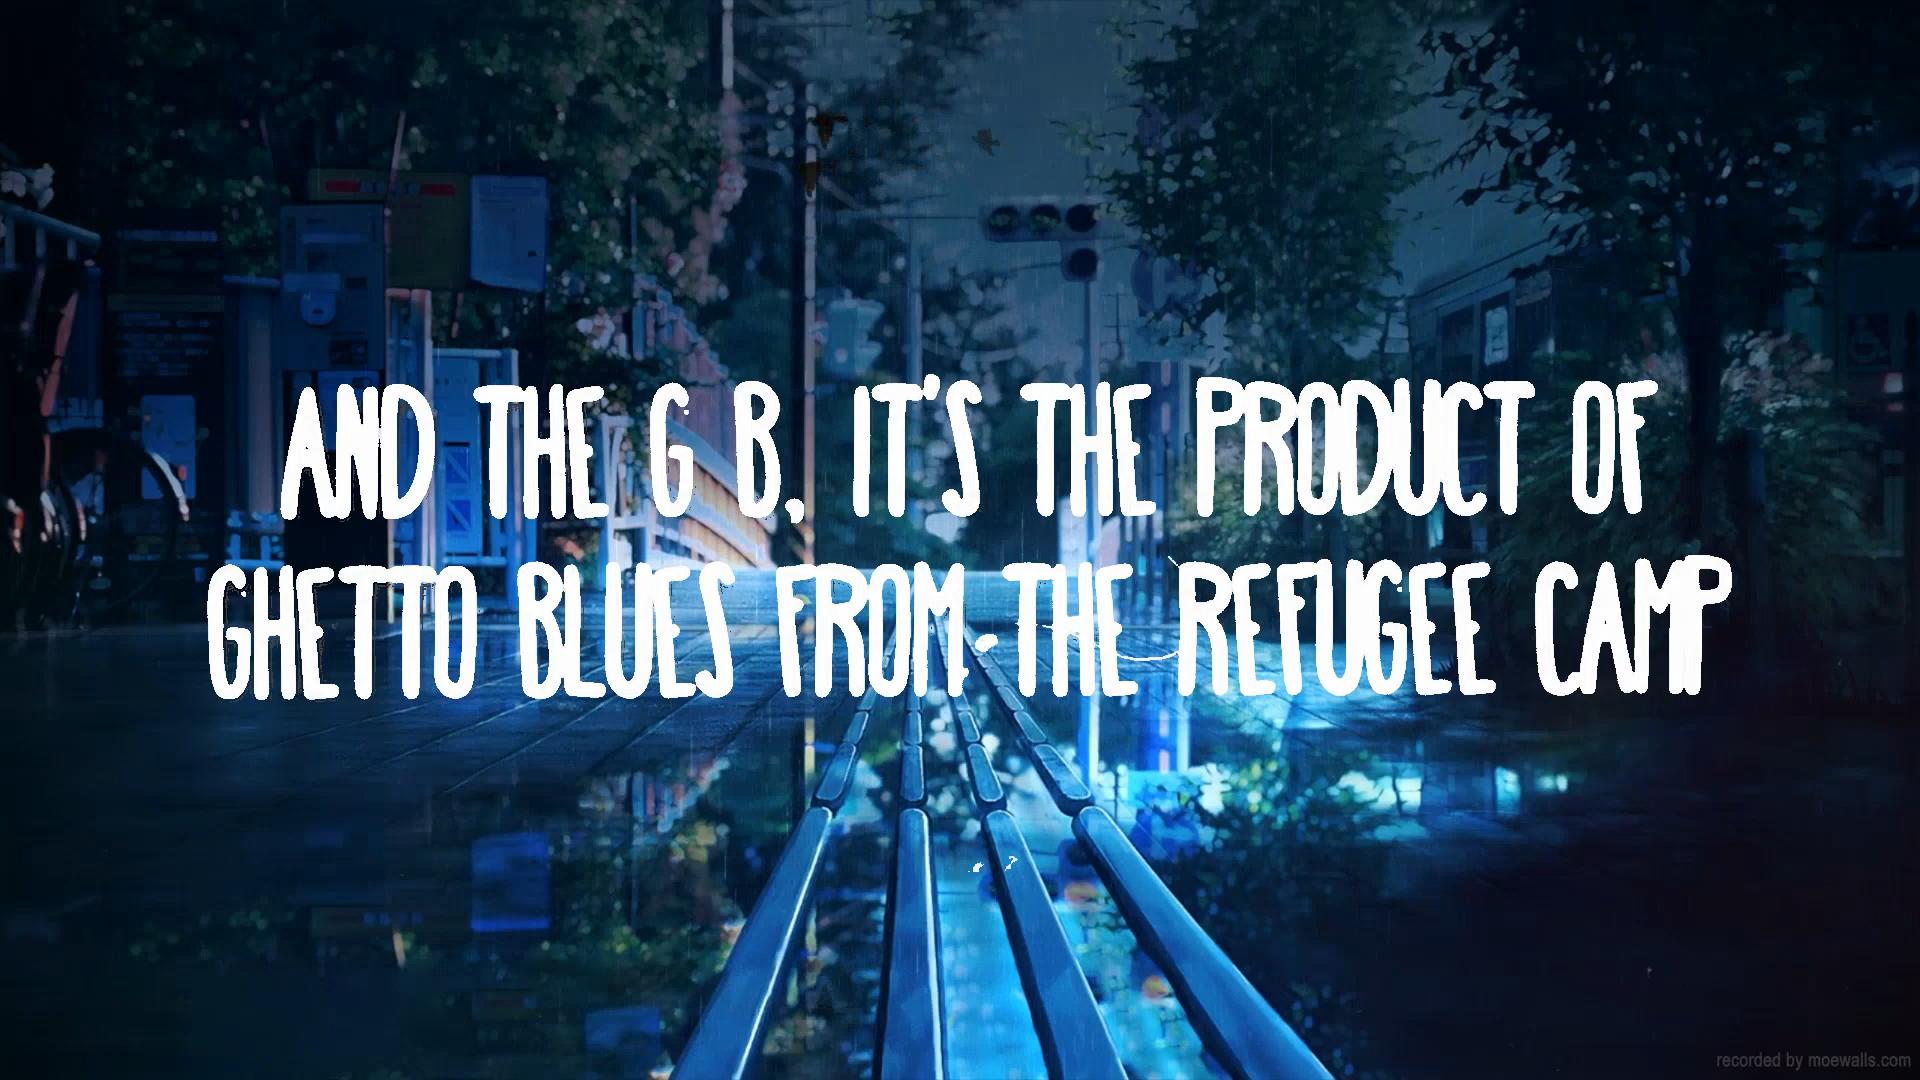 AND THE G B, IT'S THE PRODUCT OF
GHETTO BLUES FROM THE REFUGEE CAMP
recorded by moewalls.com